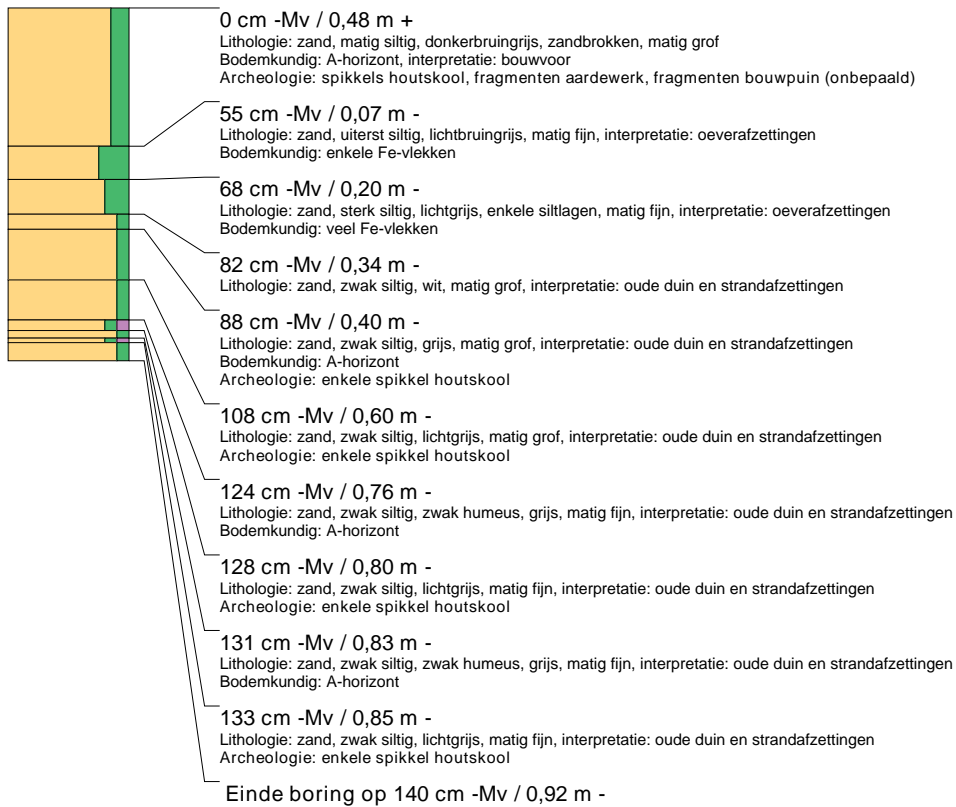 0 cm -Mv / 0,48 m +
Lithologie: zand, matig siltig, donkerbruingrijs, zandbrokken, matig grof
Bodemkundig: A-horizont, interpretatie: bouwvoor
Archeologie: spikkels houtskool, fragmenten aardewerk, fragmenten bouwpuin (onbepaald)
55 cm -Mv / 0,07 m -
Lithologie: zand, uiterst siltig, lichtbruingrijs, matig fijn, interpretatie: oeverafzettingen
Bodemkundig: enkele Fe-vlekken
68 cm -Mv / 0,20 m -
Lithologie: zand, sterk siltig, lichtgrijs, enkele siltlagen, matig fijn, interpretatie: oeverafzettingen
Bodemkundig: veel Fe-vlekken
82 cm -Mv / 0,34 m -
Lithologie: zand, zwak siltig, wit, matig grof, interpretatie: oude duin en strandafzettingen
88 cm -Mv / 0,40 m -
Lithologie: zand, zwak siltig, grijs, matig grof, interpretatie: oude duin en strandafzettingen
Bodemkundig: A-horizont
Archeologie: enkele spikkel houtskool
108 cm -Mv / 0,60 m -
Lithologie: zand, zwak siltig, lichtgrijs, matig grof, interpretatie: oude duin en strandafzettingen
Archeologie: enkele spikkel houtskool
124 cm -Mv / 0,76 m -
Lithologie: zand, zwak siltig, zwak humeus, grijs, matig fijn, interpretatie: oude duin en strandafzettingen
Bodemkundig: A-horizont
128 cm -Mv / 0,80 m -
Lithologie: zand, zwak siltig, lichtgrijs, matig fijn, interpretatie: oude duin en strandafzettingen
Archeologie: enkele spikkel houtskool
131 cm -Mv / 0,83 m -
Lithologie: zand, zwak siltig, zwak humeus, grijs, matig fijn, interpretatie: oude duin en strandafzettingen
Bodemkundig: A-horizont
133 cm -Mv / 0,85 m -
Lithologie: zand, zwak siltig, lichtgrijs, matig fijn, interpretatie: oude duin en strandafzettingen
Archeologie: enkele spikkel houtskool
Einde boring op 140 cm -Mv / 0,92 m -